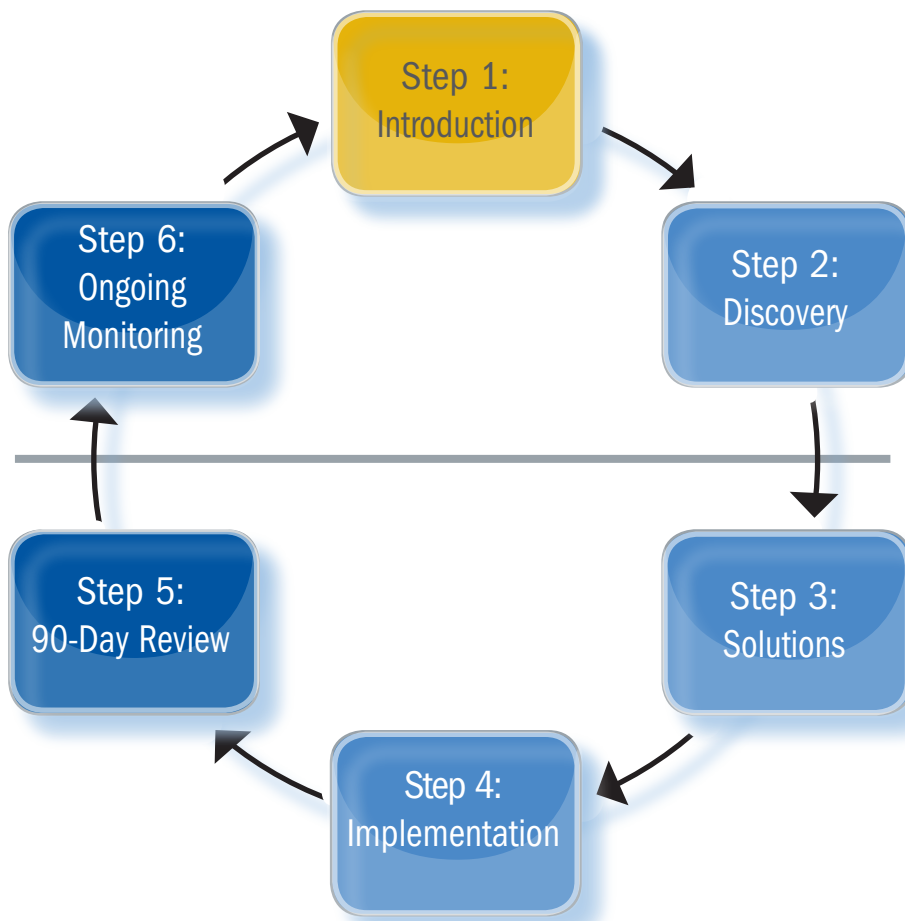 Step 1:
Introduction
Step 2:
Discovery
Step 3:
Solutions
Step 4:
Implementation
Step 5:
90-Day Review
Step 6:
Ongoing
Monitoring